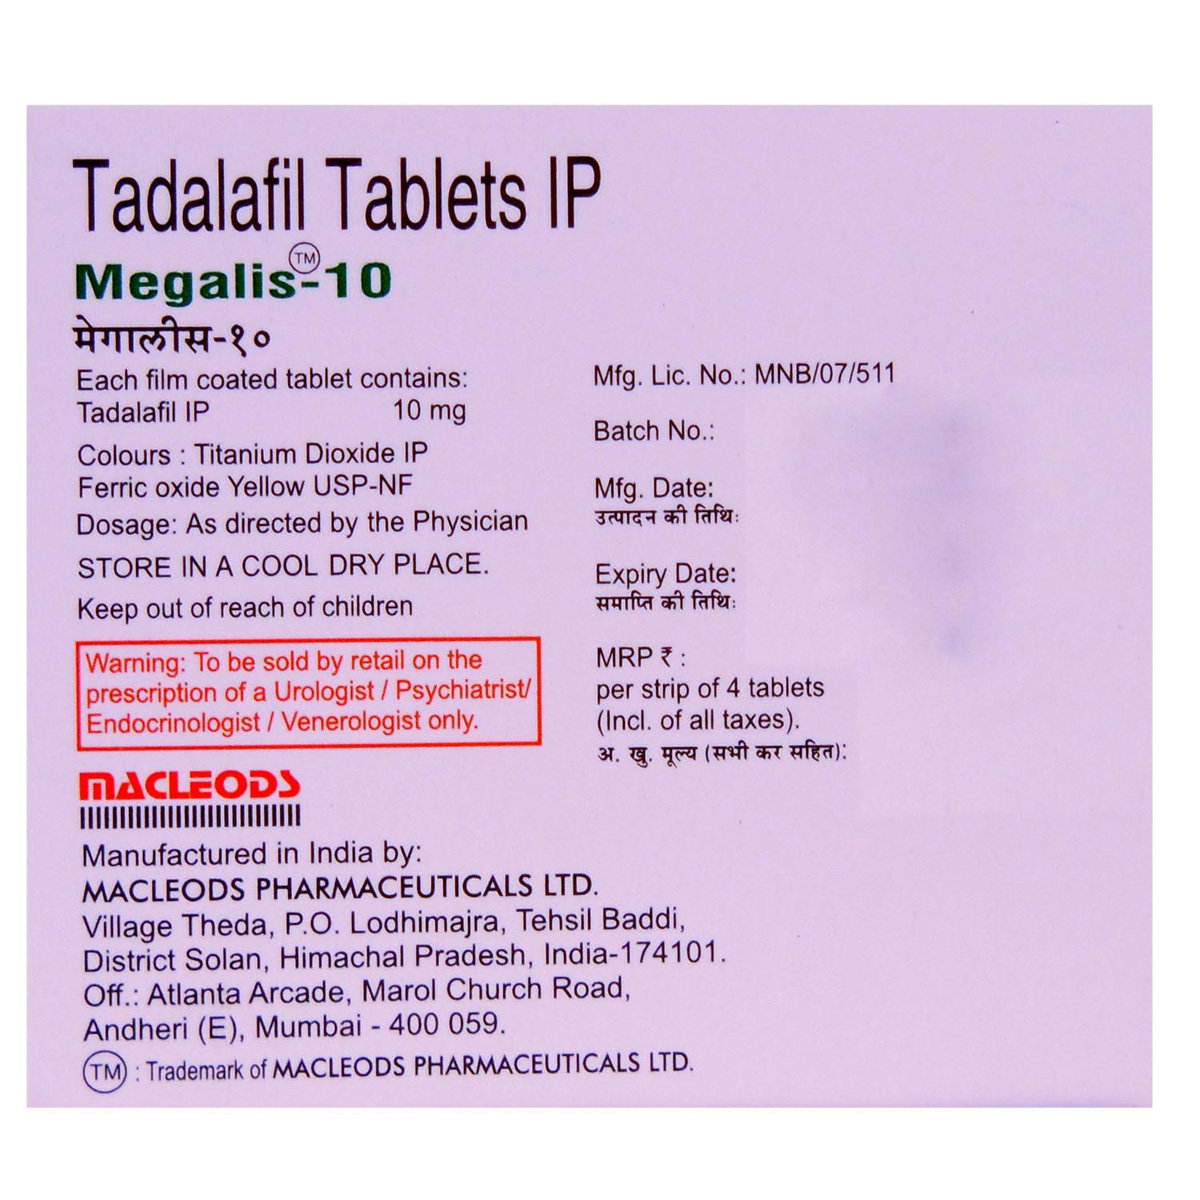 Tadalafil Tablets IP
Megalis™-10
मेगालीस-१०
Each film coated tablet contains:
Tadalafil IP 10 mg
Colours : Titanium Dioxide IP
Ferric oxide Yellow USP-NF
Dosage: As directed by the Physician
STORE IN A COOL DRY PLACE.
Keep out of reach of children
Warning: To be sold by retail on the
prescription of a Urologist / Psychiatrist/
Endocrinologist / Venerologist only.
MACLEODS
Manufactured in India by:
MACLEODS PHARMACEUTICALS LTD.
Village Theda, P.O. Lodhimajra, Tehsil Baddi,
District Solan, Himachal Pradesh, India-174101.
Off.: Atlanta Arcade, Marol Church Road,
Andheri (E), Mumbai - 400 059.
TM : Trademark of MACLEODS PHARMACEUTICALS LTD.
Mfg. Lic. No.: MNB/07/511
Batch No.:
Mfg. Date:
उत्पादन की तिथि:
Expiry Date:
समाप्ति की तिथि:
MRP ₹ :
per strip of 4 tablets
(Incl. of all taxes).
अ. खु. मूल्य (सभी कर सहित):